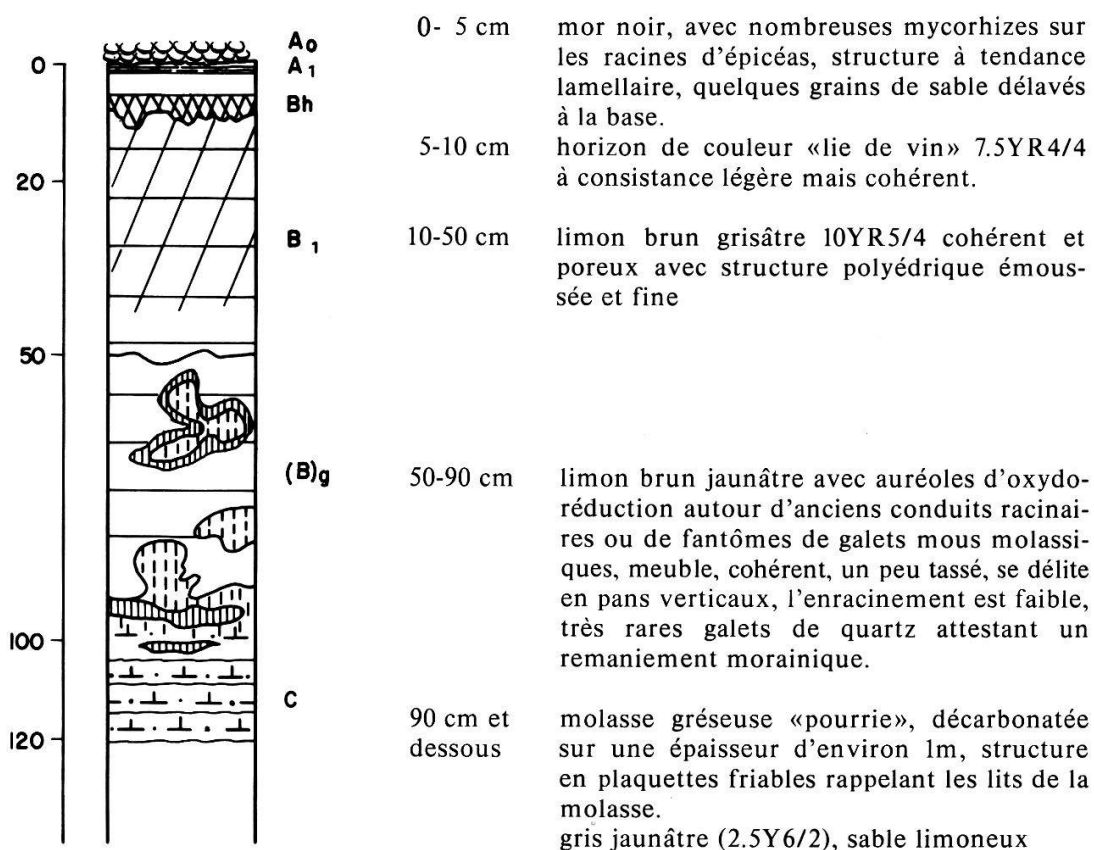 Ao
0
A1
Bh
20
B1
50
(B)g
100
C
120
0- 5 cm mor noir, avec nombreuses mycorhizes sur
les racines d'épicéas, structure à tendance
lamellaire, quelques grains de sable délavés
à la base.
5-10 cm horizon de couleur «lie de vin» 7.5YR4/4
à consistance légère mais cohérent.
10-50 cm limon brun grisâtre 10YR5/4 cohérent et
poreux avec structure polyédrique émous-
sée et fine
50-90 cm limon brun jaunâtre avec auréoles d'oxydo-
réduction autour d'anciens conduits racinai-
res ou de fantômes de galets mous molassi-
ques, meuble, cohérent, un peu tassé, se délite
en pans verticaux, l'enracinement est faible,
très rares galets de quartz attestant un
remaniement morainique.
90 cm et molasse gréseuse «pourrie», décarbonatée
dessous sur une épaisseur d'environ 1m, structure
en plaquettes friables rappelant les lits de la
molasse.
gris jaunâtre (2.5Y6/2), sable limoneux